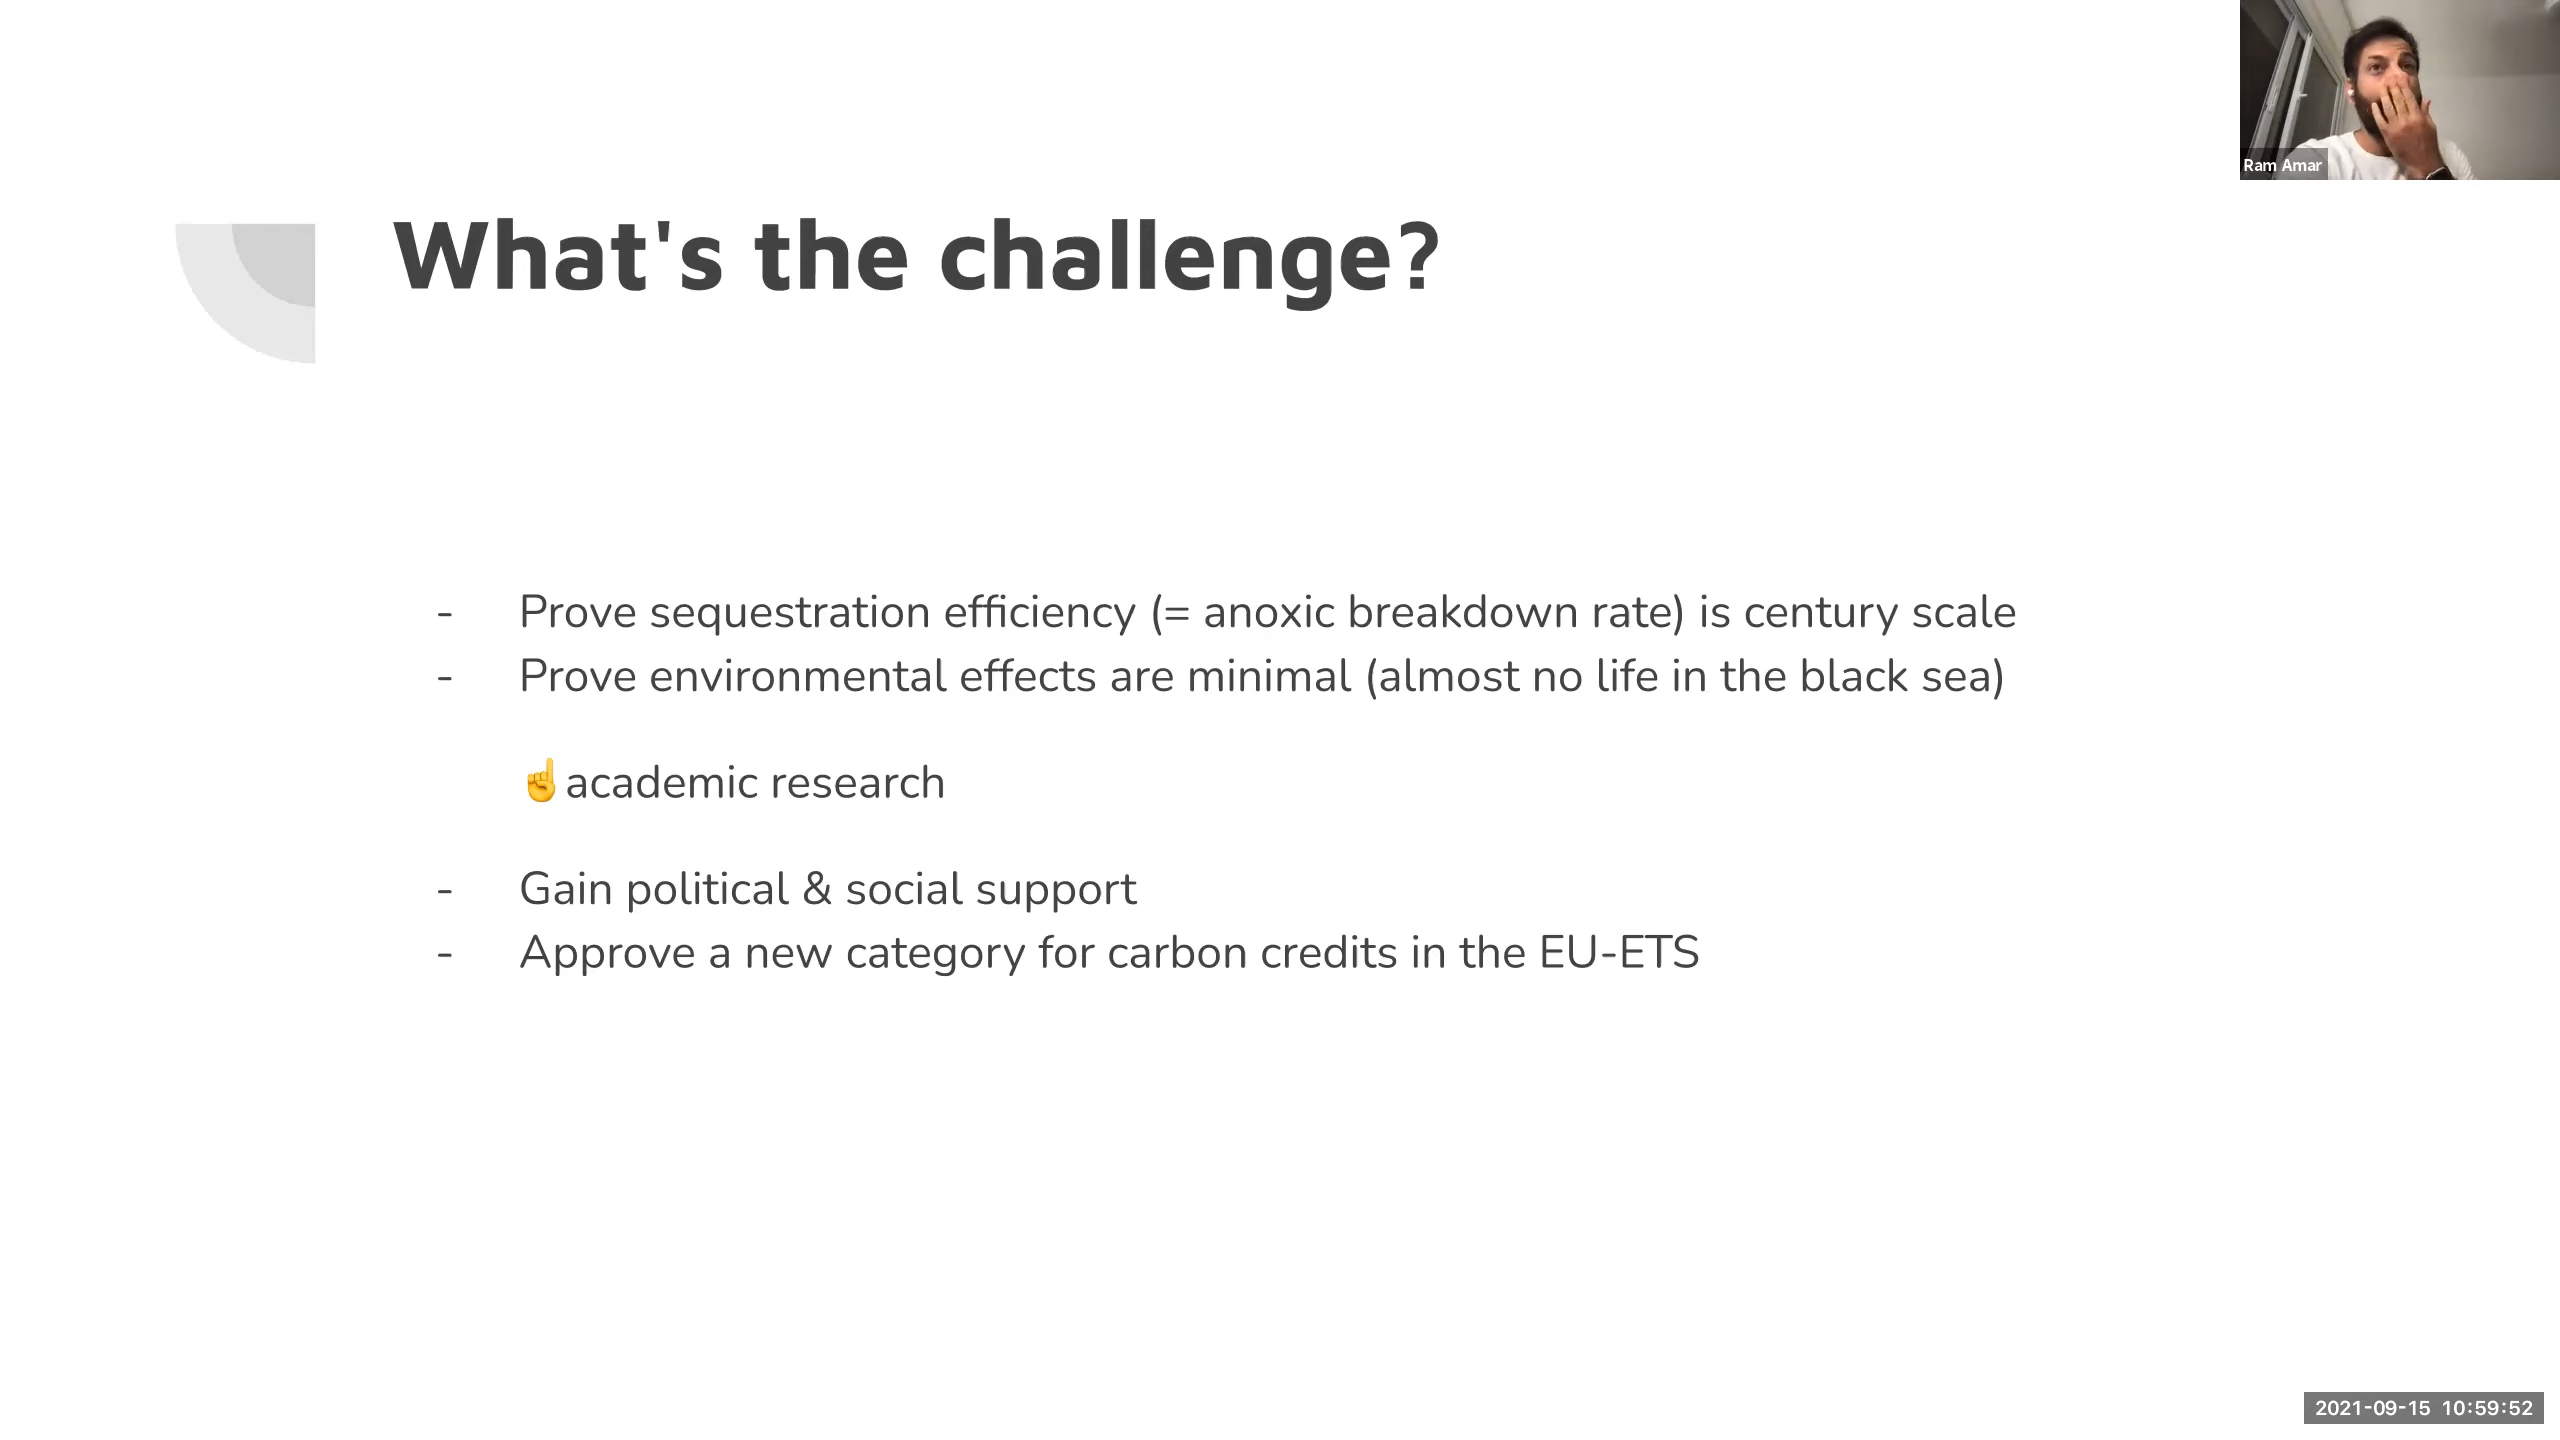 Ram Amar
What's the challenge?
- Prove sequestration efficiency (= anoxic breakdown rate) is century scale
- Prove environmental effects are minimal (almost no life in the black sea)
☝academic research
- Gain political & social support
- Approve a new category for carbon credits in the EU-ETS
2021-09-15 10:59:52